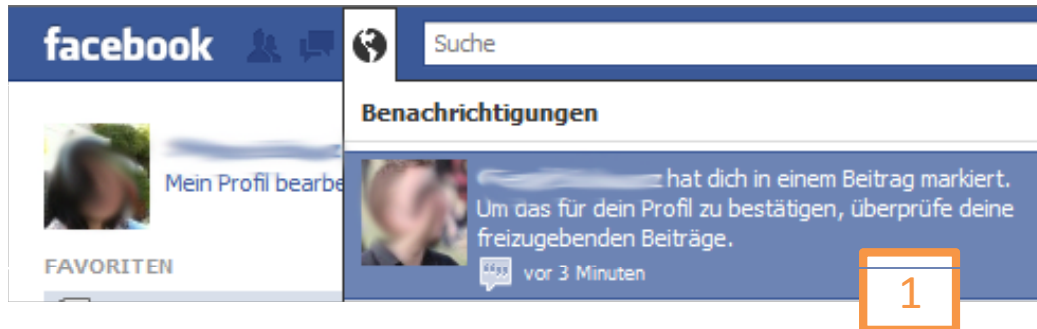 facebook
Suche
Benachrichtigungen
Mein Profil bearbe
hat dich in einem Beitrag markiert.
Um das für dein Profil zu bestätigen, überprüfe deine
freizugebenden Beiträge.
vor 3 Minuten
FAVORITEN
1